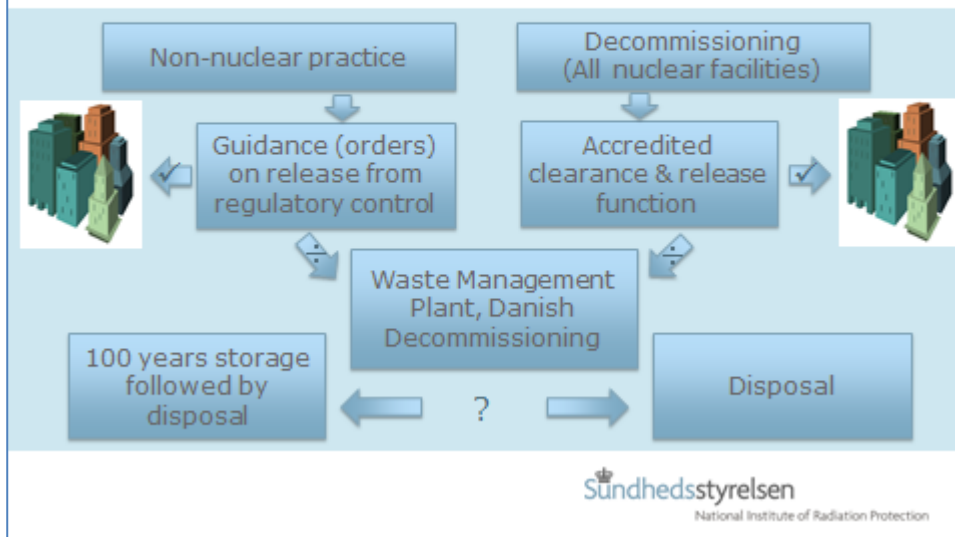 Non-nuclear practice
Decommissioning
(All nuclear facilities)
Guidance (orders)
on release from
regulatory control
Accredited
clearance & release
function
✓
✓
÷
÷
Waste Management
Plant, Danish
Decommissioning
100 years storage
followed by
disposal
?
Disposal
Sundhedsstyrelsen
National Institute of Radiation Protection